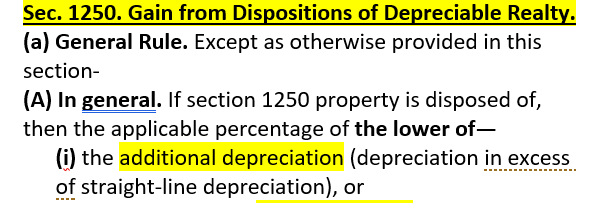 Sec. 1250. Gain from Dispositions of Depreciable Realty.
(a) General Rule. Except as otherwise provided in this
section-
(A) In general. If section 1250 property is disposed of,
then the applicable percentage of the lower of—
(i) the additional depreciation (depreciation in excess
of straight-line depreciation), or